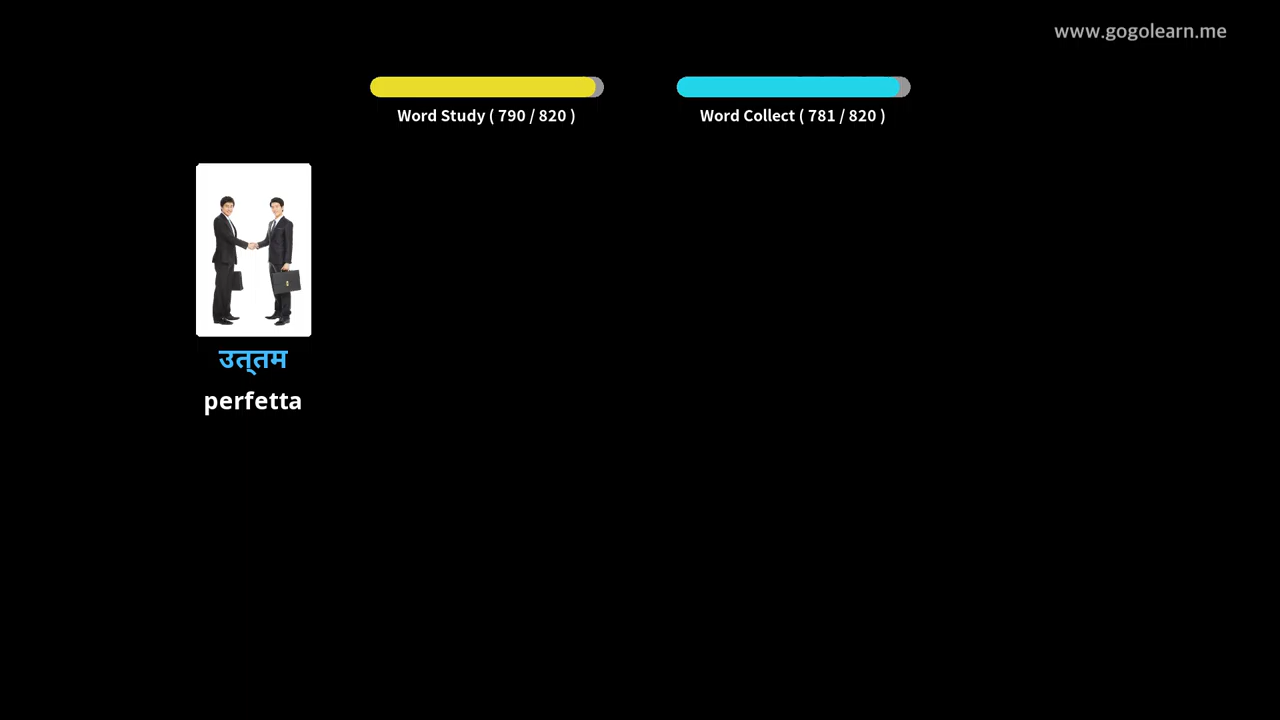 www.gogolearn.me
Word Study ( 790 / 820 )
Word Collect ( 781 / 820 )
उत्तम
perfetta